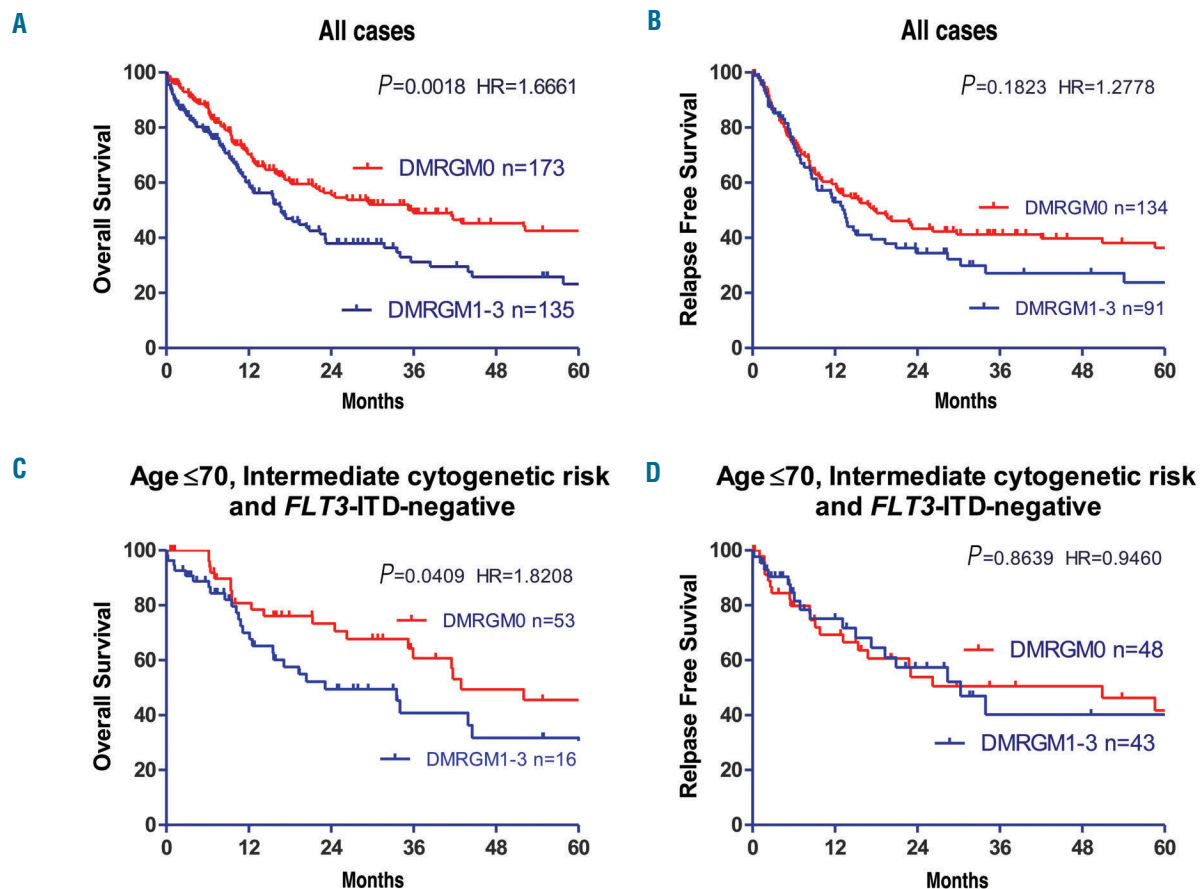 A
All cases
P=0.0018 HR=1.6661
DMRGM0 n=173
DMRGM1-3 n=135
Overall Survival
100
80
60
40
20
0
0 12 24 36 48 60
Months
B
All cases
P=0.1823 HR=1.2778
DMRGM0 n=134
DMRGM1-3 n=91
Relapse Free Survival
100
80
60
40
20
0
0 12 24 36 48 60
Months
C
Age ≤70, Intermediate cytogenetic risk
and FLT3-ITD-negative
P=0.0409 HR=1.8208
DMRGM0 n=53
DMRGM1-3 n=16
Overall Survival
100
80
60
40
20
0
0 12 24 36 48 60
Months
D
Age ≤70, Intermediate cytogenetic risk
and FLT3-ITD-negative
P=0.8639 HR=0.9460
DMRGM0 n=48
DMRGM1-3 n=43
Relpase Free Suvival
100
80
60
40
20
0
0 12 24 36 48 60
Months